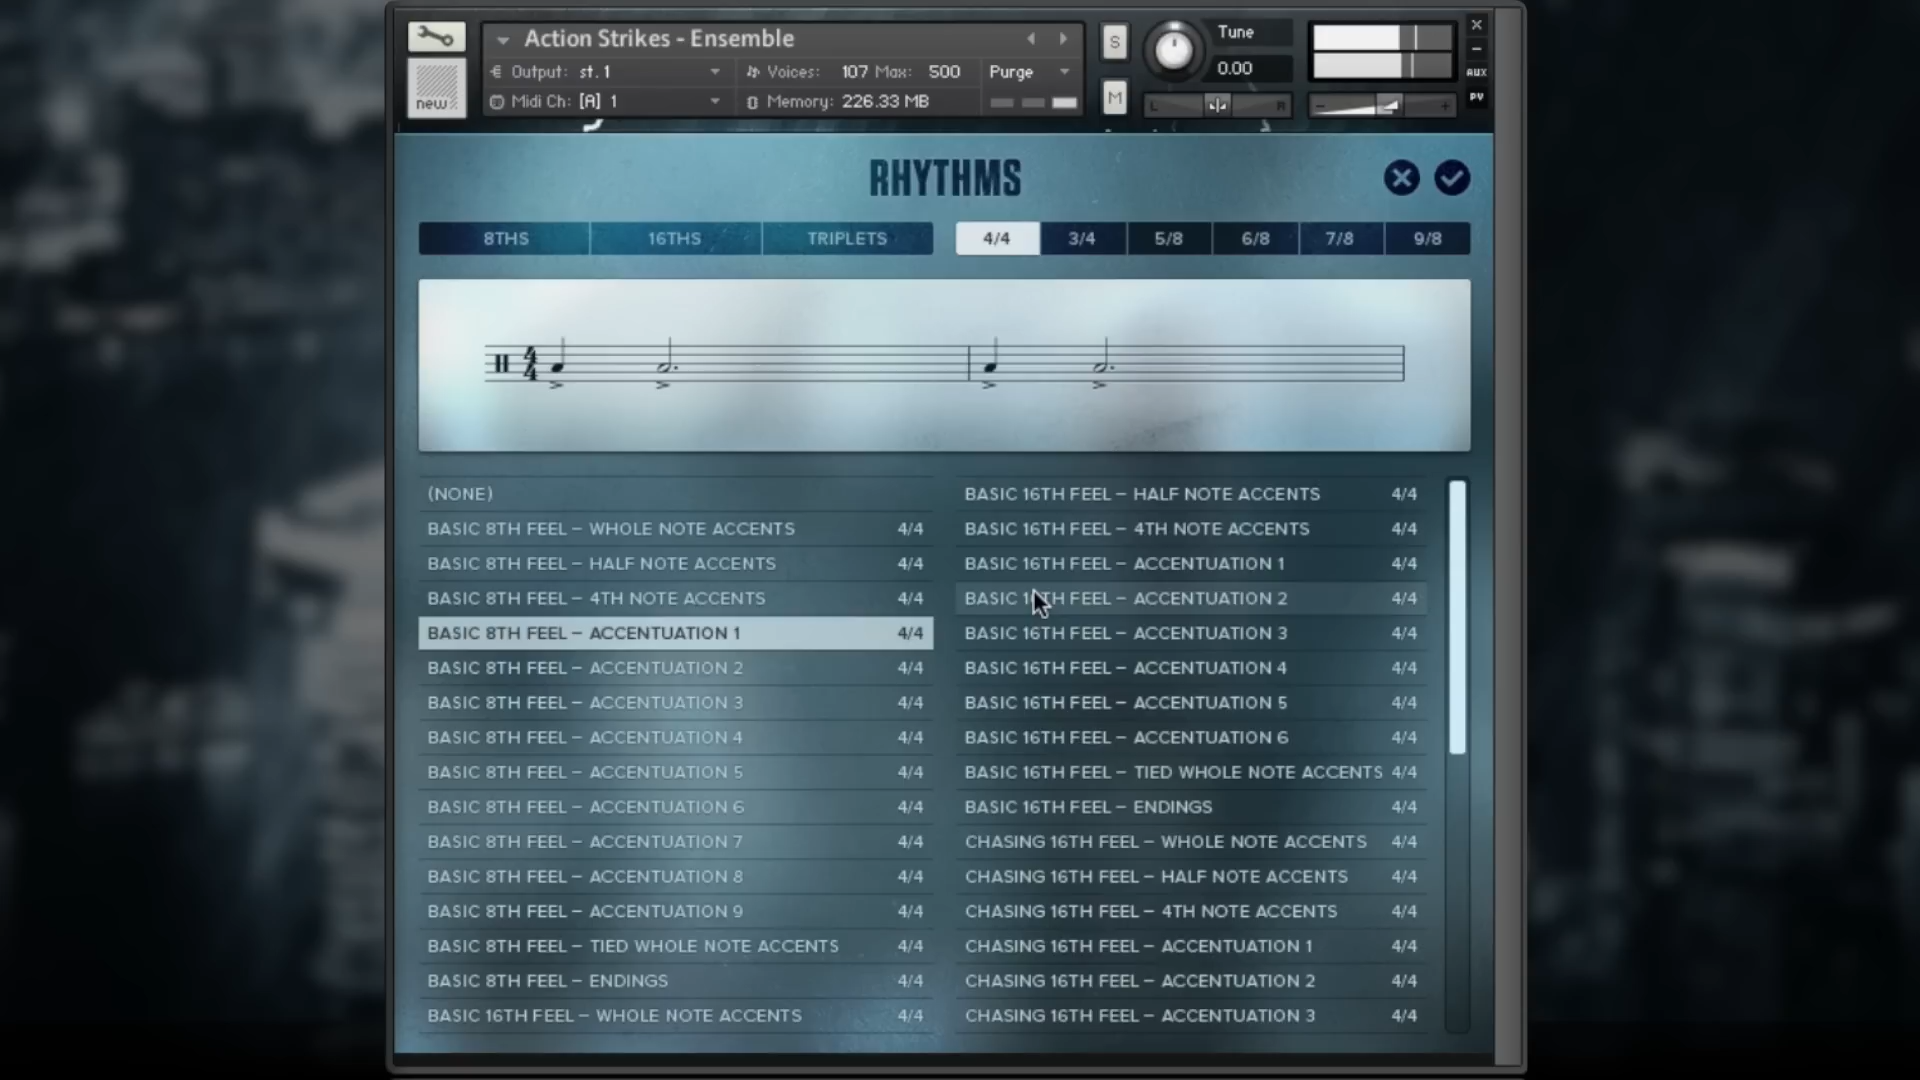 Action Strikes - Ensemble
Output: st. 1
Voices: 107 Max: 500
Purge
Midi Ch: [A] 1
Memory: 226.33 MB
new
S
M
Tune
0.00
L
R
x
AUX
PV
RHYTHMS
8THS 16THS TRIPLETS 4/4 3/4 5/8 6/8 7/8 9/8
4
4
(NONE)
BASIC 8TH FEEL – WHOLE NOTE ACCENTS 4/4
BASIC 8TH FEEL – HALF NOTE ACCENTS 4/4
BASIC 8TH FEEL – 4TH NOTE ACCENTS 4/4
BASIC 8TH FEEL – ACCENTUATION 1 4/4
BASIC 8TH FEEL – ACCENTUATION 2 4/4
BASIC 8TH FEEL – ACCENTUATION 3 4/4
BASIC 8TH FEEL – ACCENTUATION 4 4/4
BASIC 8TH FEEL – ACCENTUATION 5 4/4
BASIC 8TH FEEL – ACCENTUATION 6 4/4
BASIC 8TH FEEL – ACCENTUATION 7 4/4
BASIC 8TH FEEL – ACCENTUATION 8 4/4
BASIC 8TH FEEL – ACCENTUATION 9 4/4
BASIC 8TH FEEL – TIED WHOLE NOTE ACCENTS 4/4
BASIC 8TH FEEL – ENDINGS 4/4
BASIC 16TH FEEL – WHOLE NOTE ACCENTS 4/4
BASIC 16TH FEEL – HALF NOTE ACCENTS 4/4
BASIC 16TH FEEL – 4TH NOTE ACCENTS 4/4
BASIC 16TH FEEL – ACCENTUATION 1 4/4
BASIC 16TH FEEL – ACCENTUATION 2 4/4
BASIC 16TH FEEL – ACCENTUATION 3 4/4
BASIC 16TH FEEL – ACCENTUATION 4 4/4
BASIC 16TH FEEL – ACCENTUATION 5 4/4
BASIC 16TH FEEL – ACCENTUATION 6 4/4
BASIC 16TH FEEL – TIED WHOLE NOTE ACCENTS 4/4
BASIC 16TH FEEL – ENDINGS 4/4
CHASING 16TH FEEL – WHOLE NOTE ACCENTS 4/4
CHASING 16TH FEEL – HALF NOTE ACCENTS 4/4
CHASING 16TH FEEL – 4TH NOTE ACCENTS 4/4
CHASING 16TH FEEL – ACCENTUATION 1 4/4
CHASING 16TH FEEL – ACCENTUATION 2 4/4
CHASING 16TH FEEL – ACCENTUATION 3 4/4